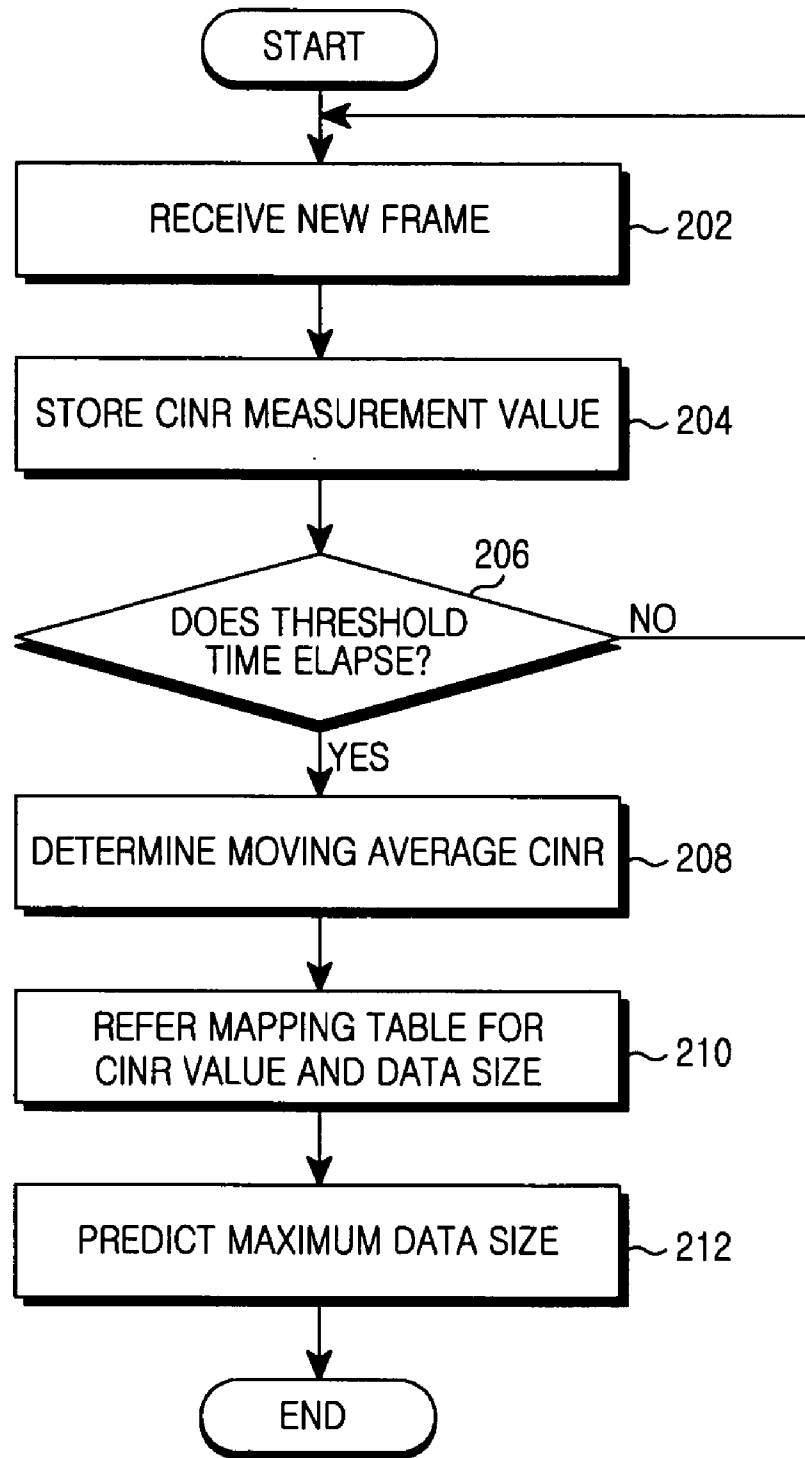 START
RECEIVE NEW FRAME
202
STORE CINR MEASUREMENT VALUE
204
206
DOES THRESHOLD
TIME ELAPSE?
NO
YES
DETERMINE MOVING AVERAGE CINR
208
REFER MAPPING TABLE FOR
CINR VALUE AND DATA SIZE
210
PREDICT MAXIMUM DATA SIZE
212
END